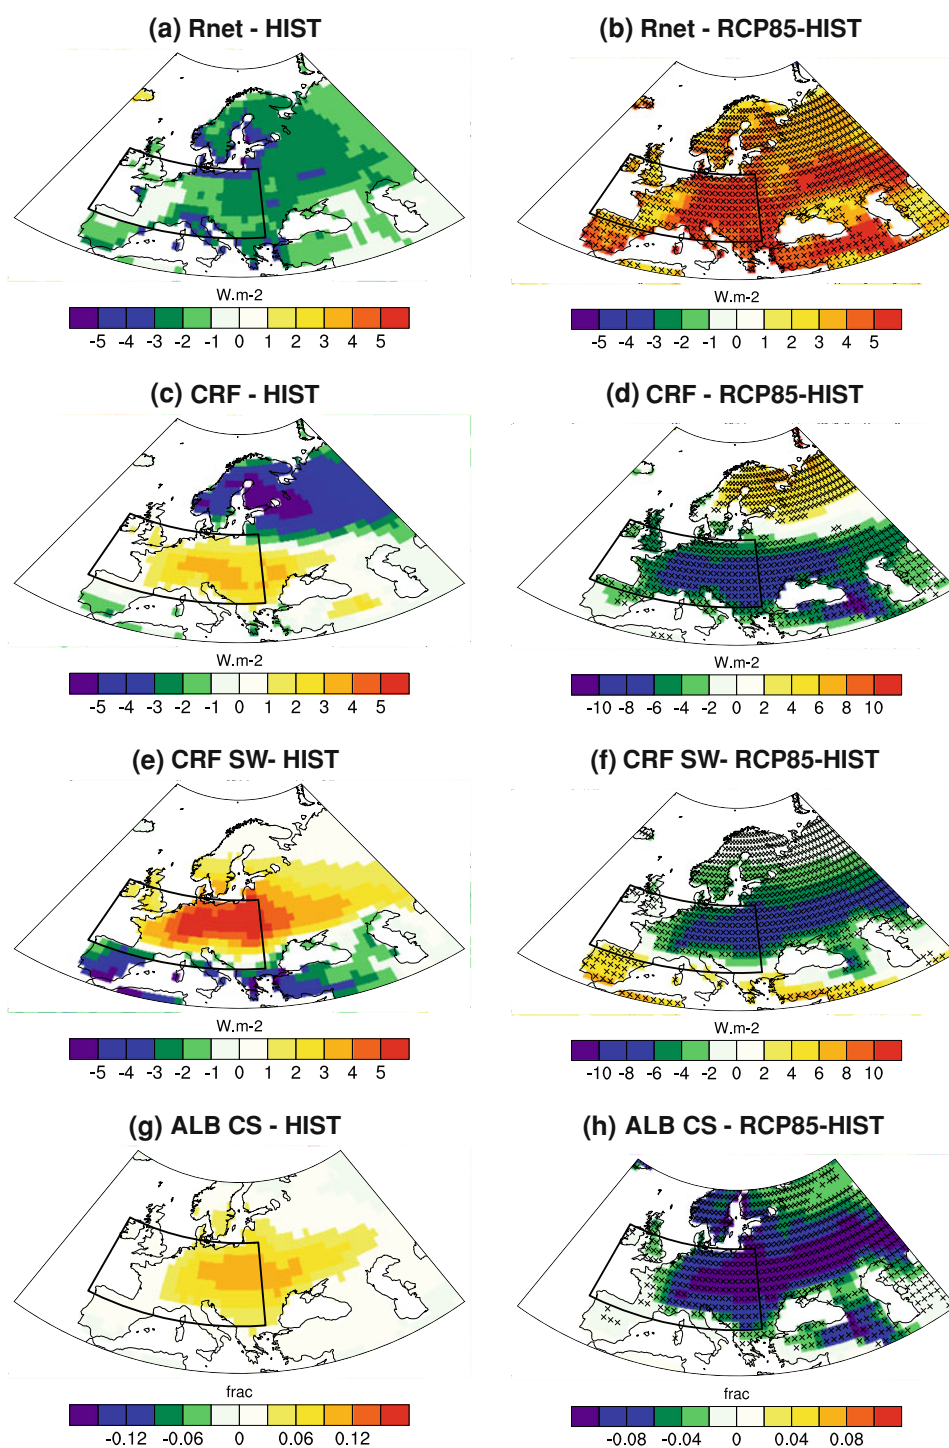 (a) Rnet - HIST
(b) Rnet - RCP85-HIST
W.m-2
-5 -4 -3 -2 -1 0 1 2 3 4 5
W.m-2
-5 -4 -3 -2 -1 0 1 2 3 4 5
(c) CRF - HIST
(d) CRF - RCP85-HIST
W.m-2
-5 -4 -3 -2 -1 0 1 2 3 4 5
W.m-2
-10 -8 -6 -4 -2 0 2 4 6 8 10
(e) CRF SW- HIST
(f) CRF SW- RCP85-HIST
W.m-2
-5 -4 -3 -2 -1 0 1 2 3 4 5
W.m-2
-10 -8 -6 -4 -2 0 2 4 6 8 10
(g) ALB CS - HIST
(h) ALB CS - RCP85-HIST
frac
-0.12 -0.06 0 0.06 0.12
frac
-0.08 -0.04 0 0.04 0.08